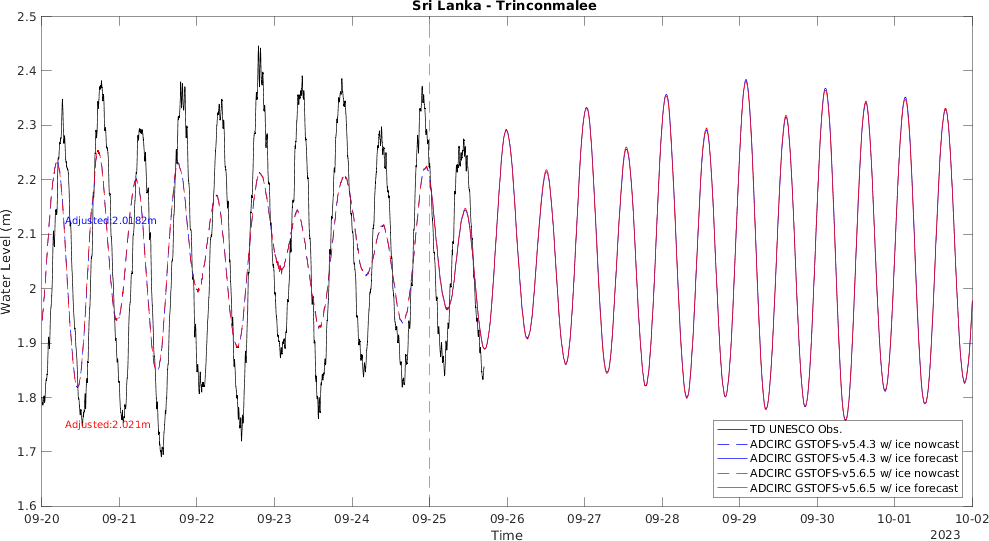 Sri Lanka - Trinconmalee
2.5
2.4
2.3
2.2
2.1
2
1.9
1.8
1.7
1.6
Water Level (m)
Adjusted:2.0182m
Adjusted:2.021m
TD UNESCO Obs.
ADCIRC GSTOFS-v5.4.3 w/ ice nowcast
ADCIRC GSTOFS-v5.4.3 w/ ice forecast
ADCIRC GSTOFS-v5.6.5 w/ ice nowcast
ADCIRC GSTOFS-v5.6.5 w/ ice forecast
09-20 09-21 09-22 09-23 09-24 09-25 09-26 09-27 09-28 09-29 09-30 10-01 10-02
Time
2023